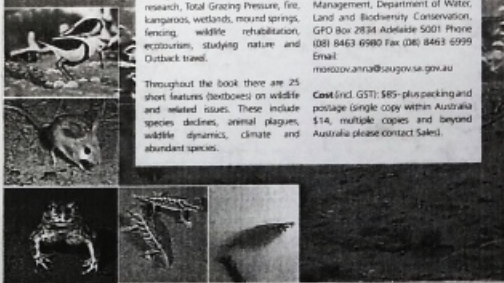 research, Total Grazing Pressure, fire,
kangaroos, wetlands, mound springs,
fencing, wildlife rehabilitation,
ecotourism, studying nature and
Outback travel.
Throughout the book there are 25
short features (textboxes) on wildlife
and related issues. These include
species declines, animal plagues,
wildlife dynamics, climate and
abundant species.
Management, Department of Water,
Land and Biodiversity Conservation,
GPO Box 2834 Adelaide 5001 Phone
(08) 8463 6980 Fax (08) 8463 6999
Email:
morozov.anna@saugov.sa.gov.au
Cost (incl. GST): $85- plus packing and
postage (single copy within Australia
$14, multiple copies and beyond
Australia please contact Sales).